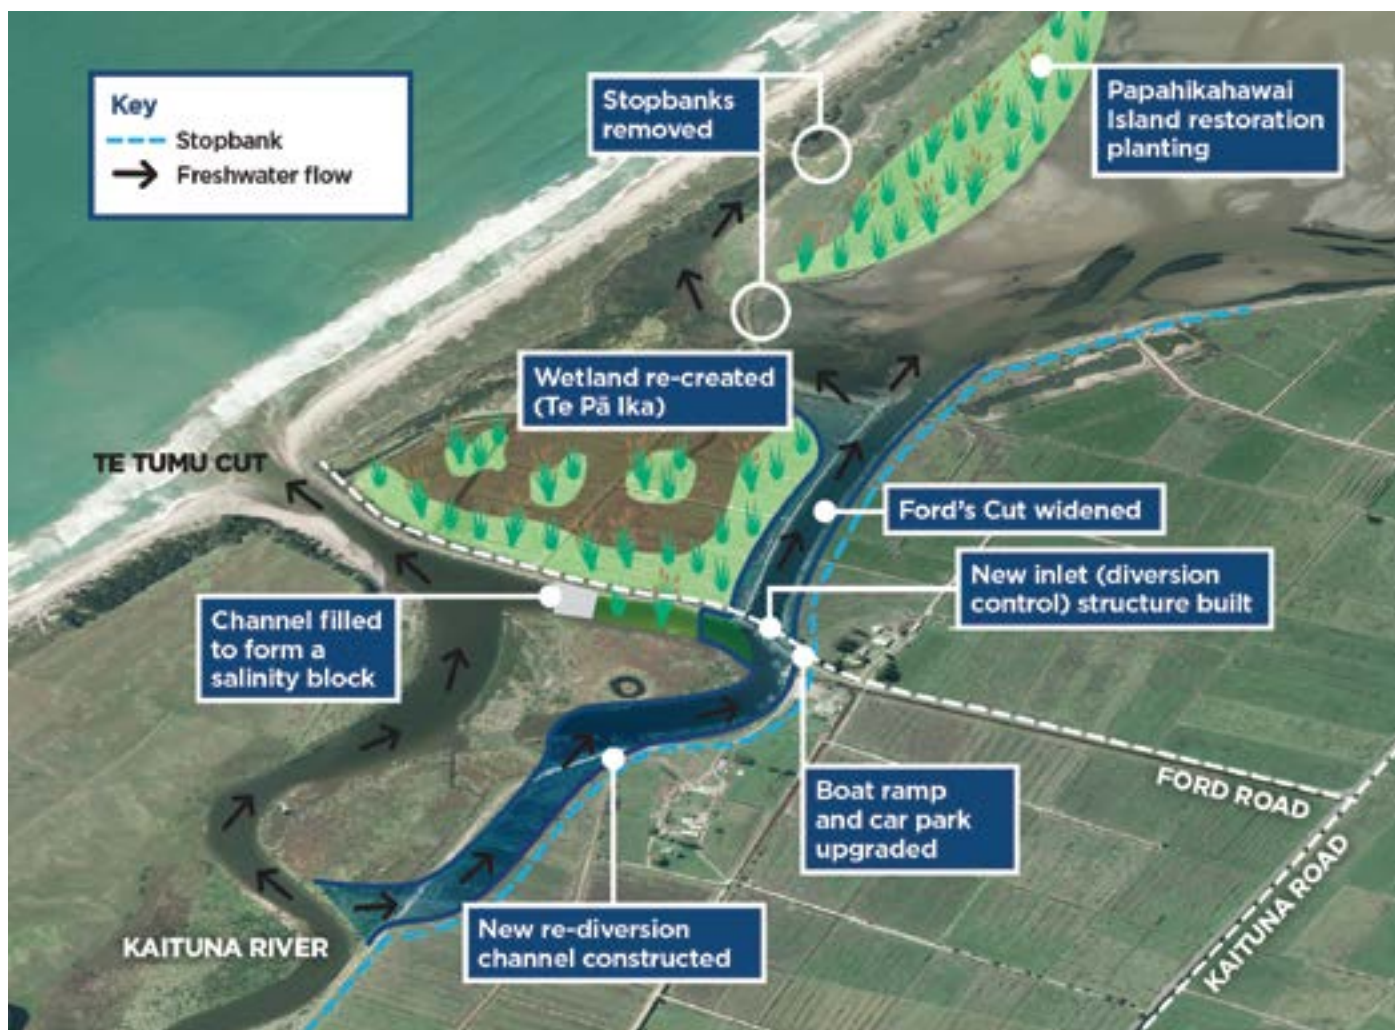 Key
Stopbank
Freshwater flow
Stopbanks
removed
Papahikahawai
Island restoration
planting
Wetland re-created
(Te Pā Ika)
TE TUMU CUT
Ford's Cut widened
New inlet (diversion
control) structure built
Channel filled
to form a
salinity block
Boat ramp
and car park
upgraded
FORD ROAD
KAITUNA ROAD
New re-diversion
channel constructed
KAITUNA RIVER